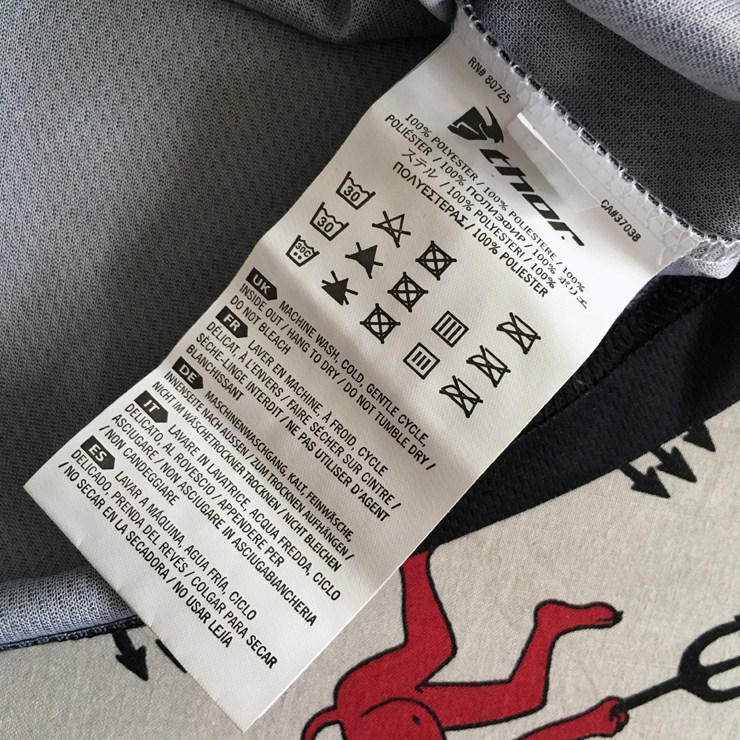 RN# 80725
thor
CA#37038
100% POLYESTER / 100% POLIESTERE / 100%
POLIÉSTER / 100% ПОЛИЭФИР / 100% ポリエ
ステル / 100% POLYESTERI / 100%
ΠΟΛΥΕΣΤΕΡΑΣ / 100% POLIESTER
30
30
30C
UK MACHINE WASH, COLD, GENTLE CYCLE,
INSIDE OUT / HANG TO DRY / DO NOT TUMBLE DRY /
DO NOT BLEACH
FR LAVER EN MACHINE, À FROID, CYCLE
DÉLICAT, À L'ENVERS / FAIRE SÉCHER SUR CINTRE /
SÈCHE-LINGE INTERDIT / NE PAS UTILISER D'AGENT
BLANCHISSANT
DE MASCHINENWASCHGANG, KALT, FEINWÄSCHE,
INNENSEITE NACH AUSSEN / ZUM TROCKNEN AUFHÄNGEN /
NICHT IM WÄSCHETROCKNER TROCKNEN / NICHT BLEICHEN
IT LAVARE IN LAVATRICE, ACQUA FREDDA, CICLO
DELICATO, AL ROVESCIO / APPENDERE PER
ASCUGARE / NON ASCIUGARE IN ASCUGABIANCHERIA
/ NON CANDEGGIARE
ES LAVAR A MÁQUINA, AGUA FRÍA, CICLO
DELICADO, PRENDA DEL REVÉS / COLGAR PARA SECAR
/ NO SECAR EN LA SECADORA / NO USAR LEJÍA